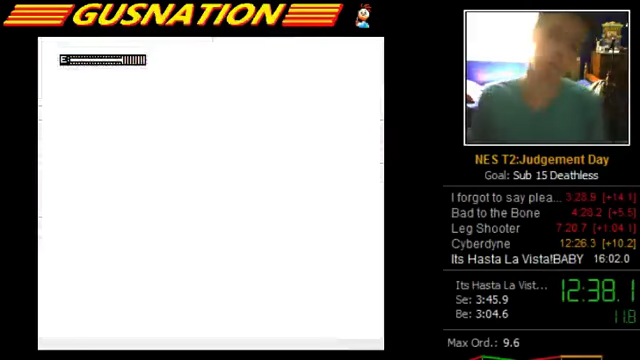 GUSNATION
E:
NES T2:Judgement Day
Goal: Sub 15 Deathless
I forgot to say plea... 3:28.9 [+14.1]
Bad to the Bone 4:28.2 [+5.5]
Leg Shooter 7:20.7 [+1:04.1]
Cyberdyne 12:26.3 [+10.2]
Its Hasta La Vista!BABY 16:02.0
Its Hasta La Vist...
Se: 3:45.9
Be: 3:04.6
12:38.1
11.8
Max Ord.: 9.6